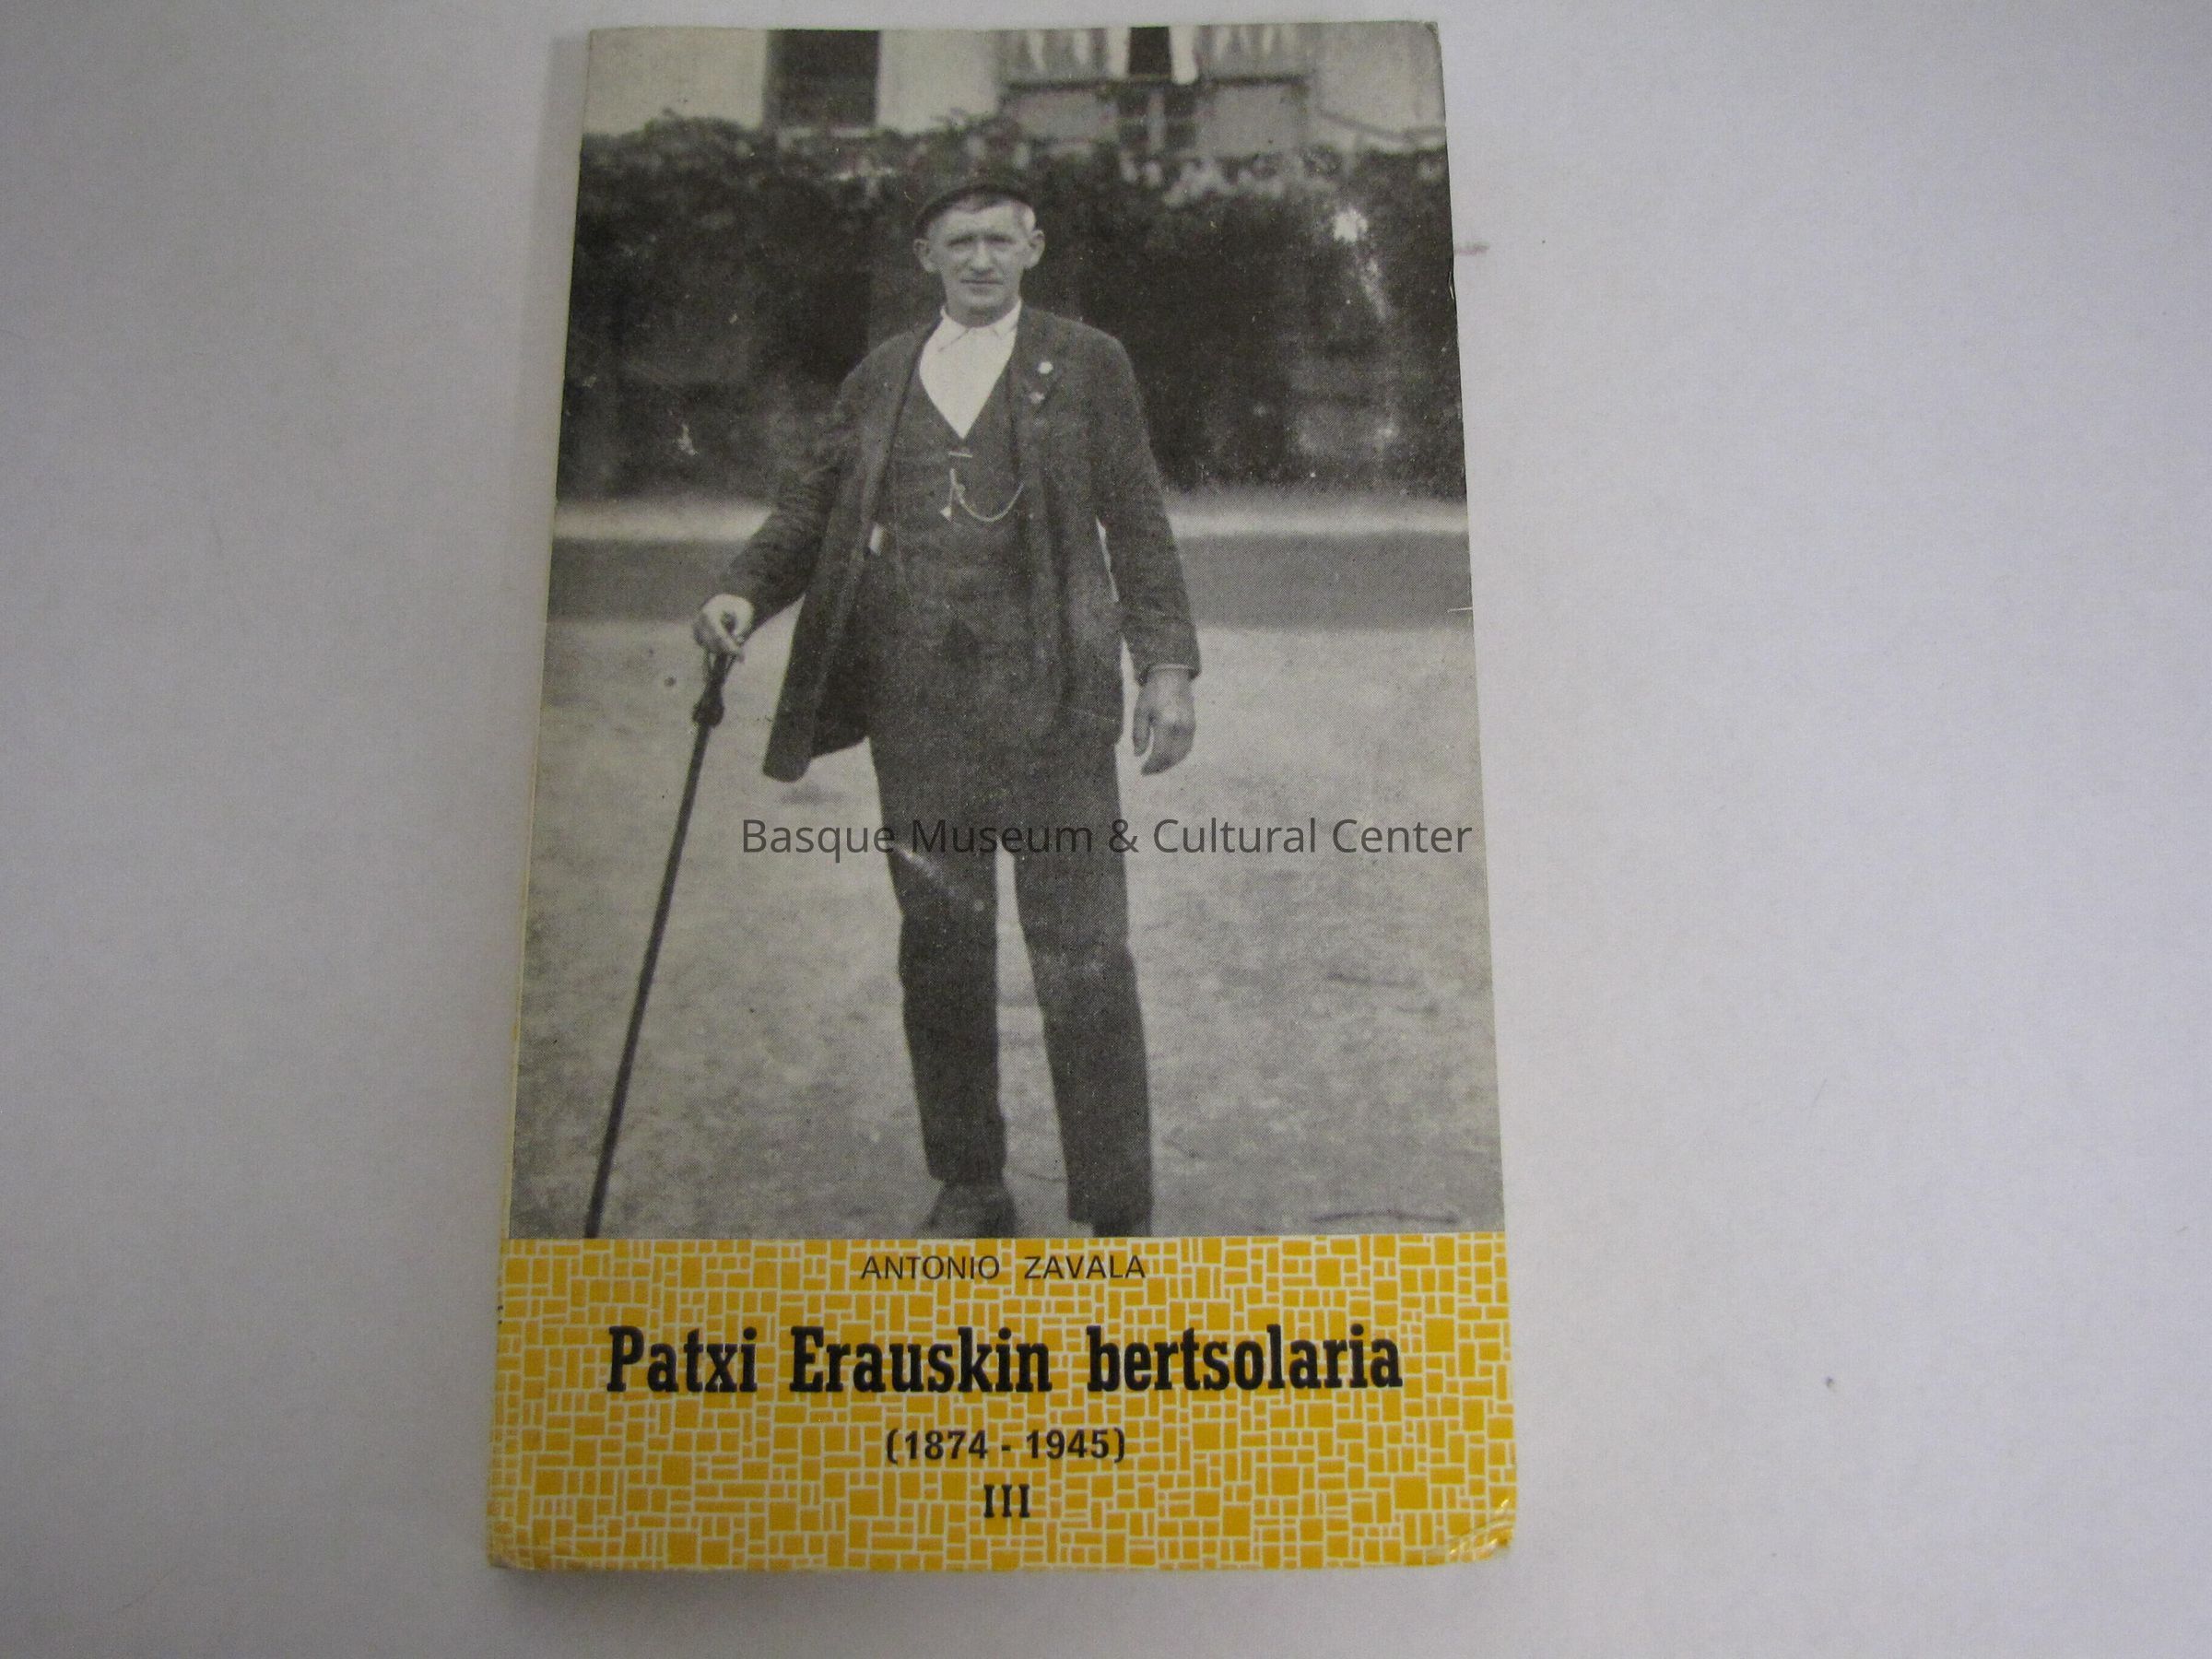 Basque Museum & Cultural Center
ANTONIO ZAVALA
Patxi Erauskin bertsolaria
(1874 - 1945)
III